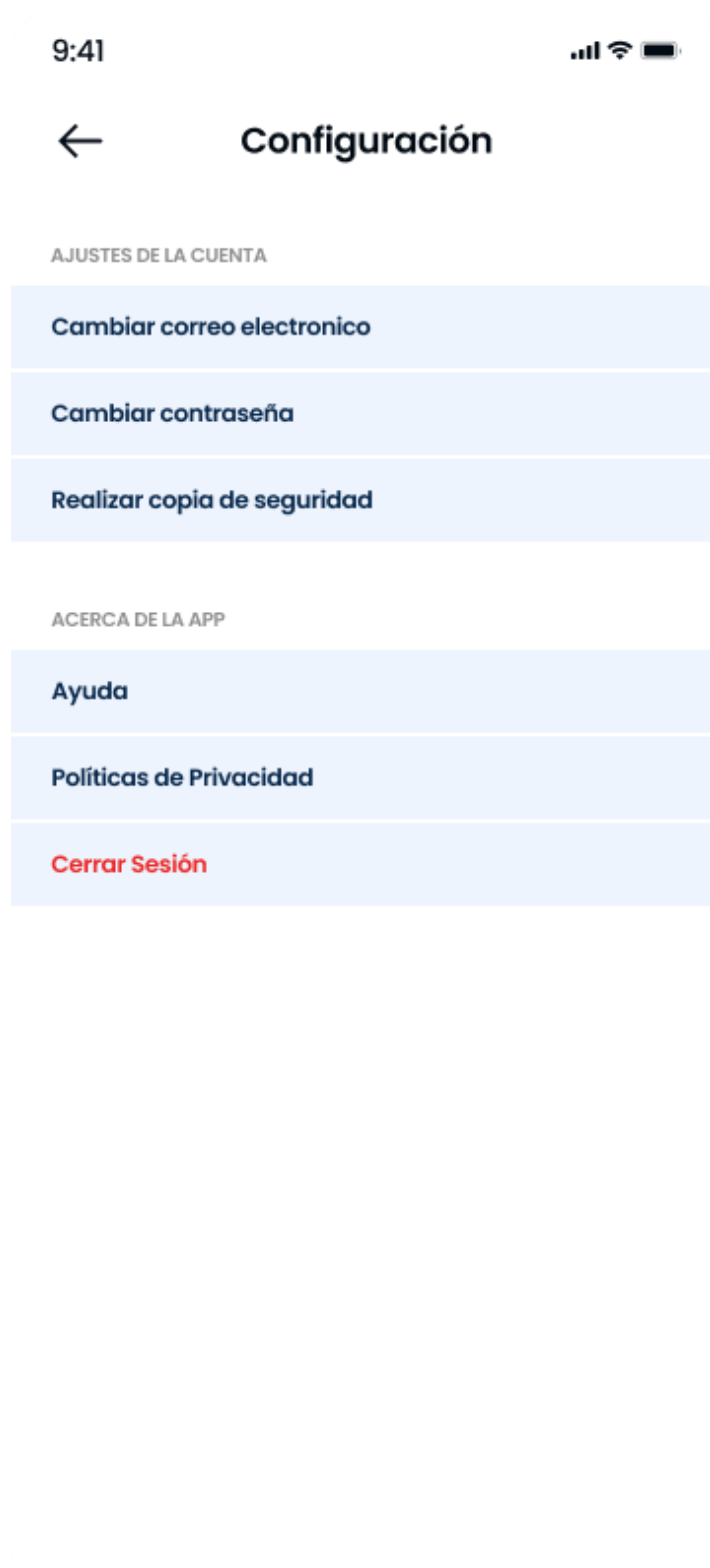 9:41
Configuración
AJUSTES DE LA CUENTA
Cambiar correo electronico
Cambiar contraseña
Realizar copia de seguridad
ACERCA DE LA APP
Ayuda
Políticas de Privacidad
Cerrar Sesión